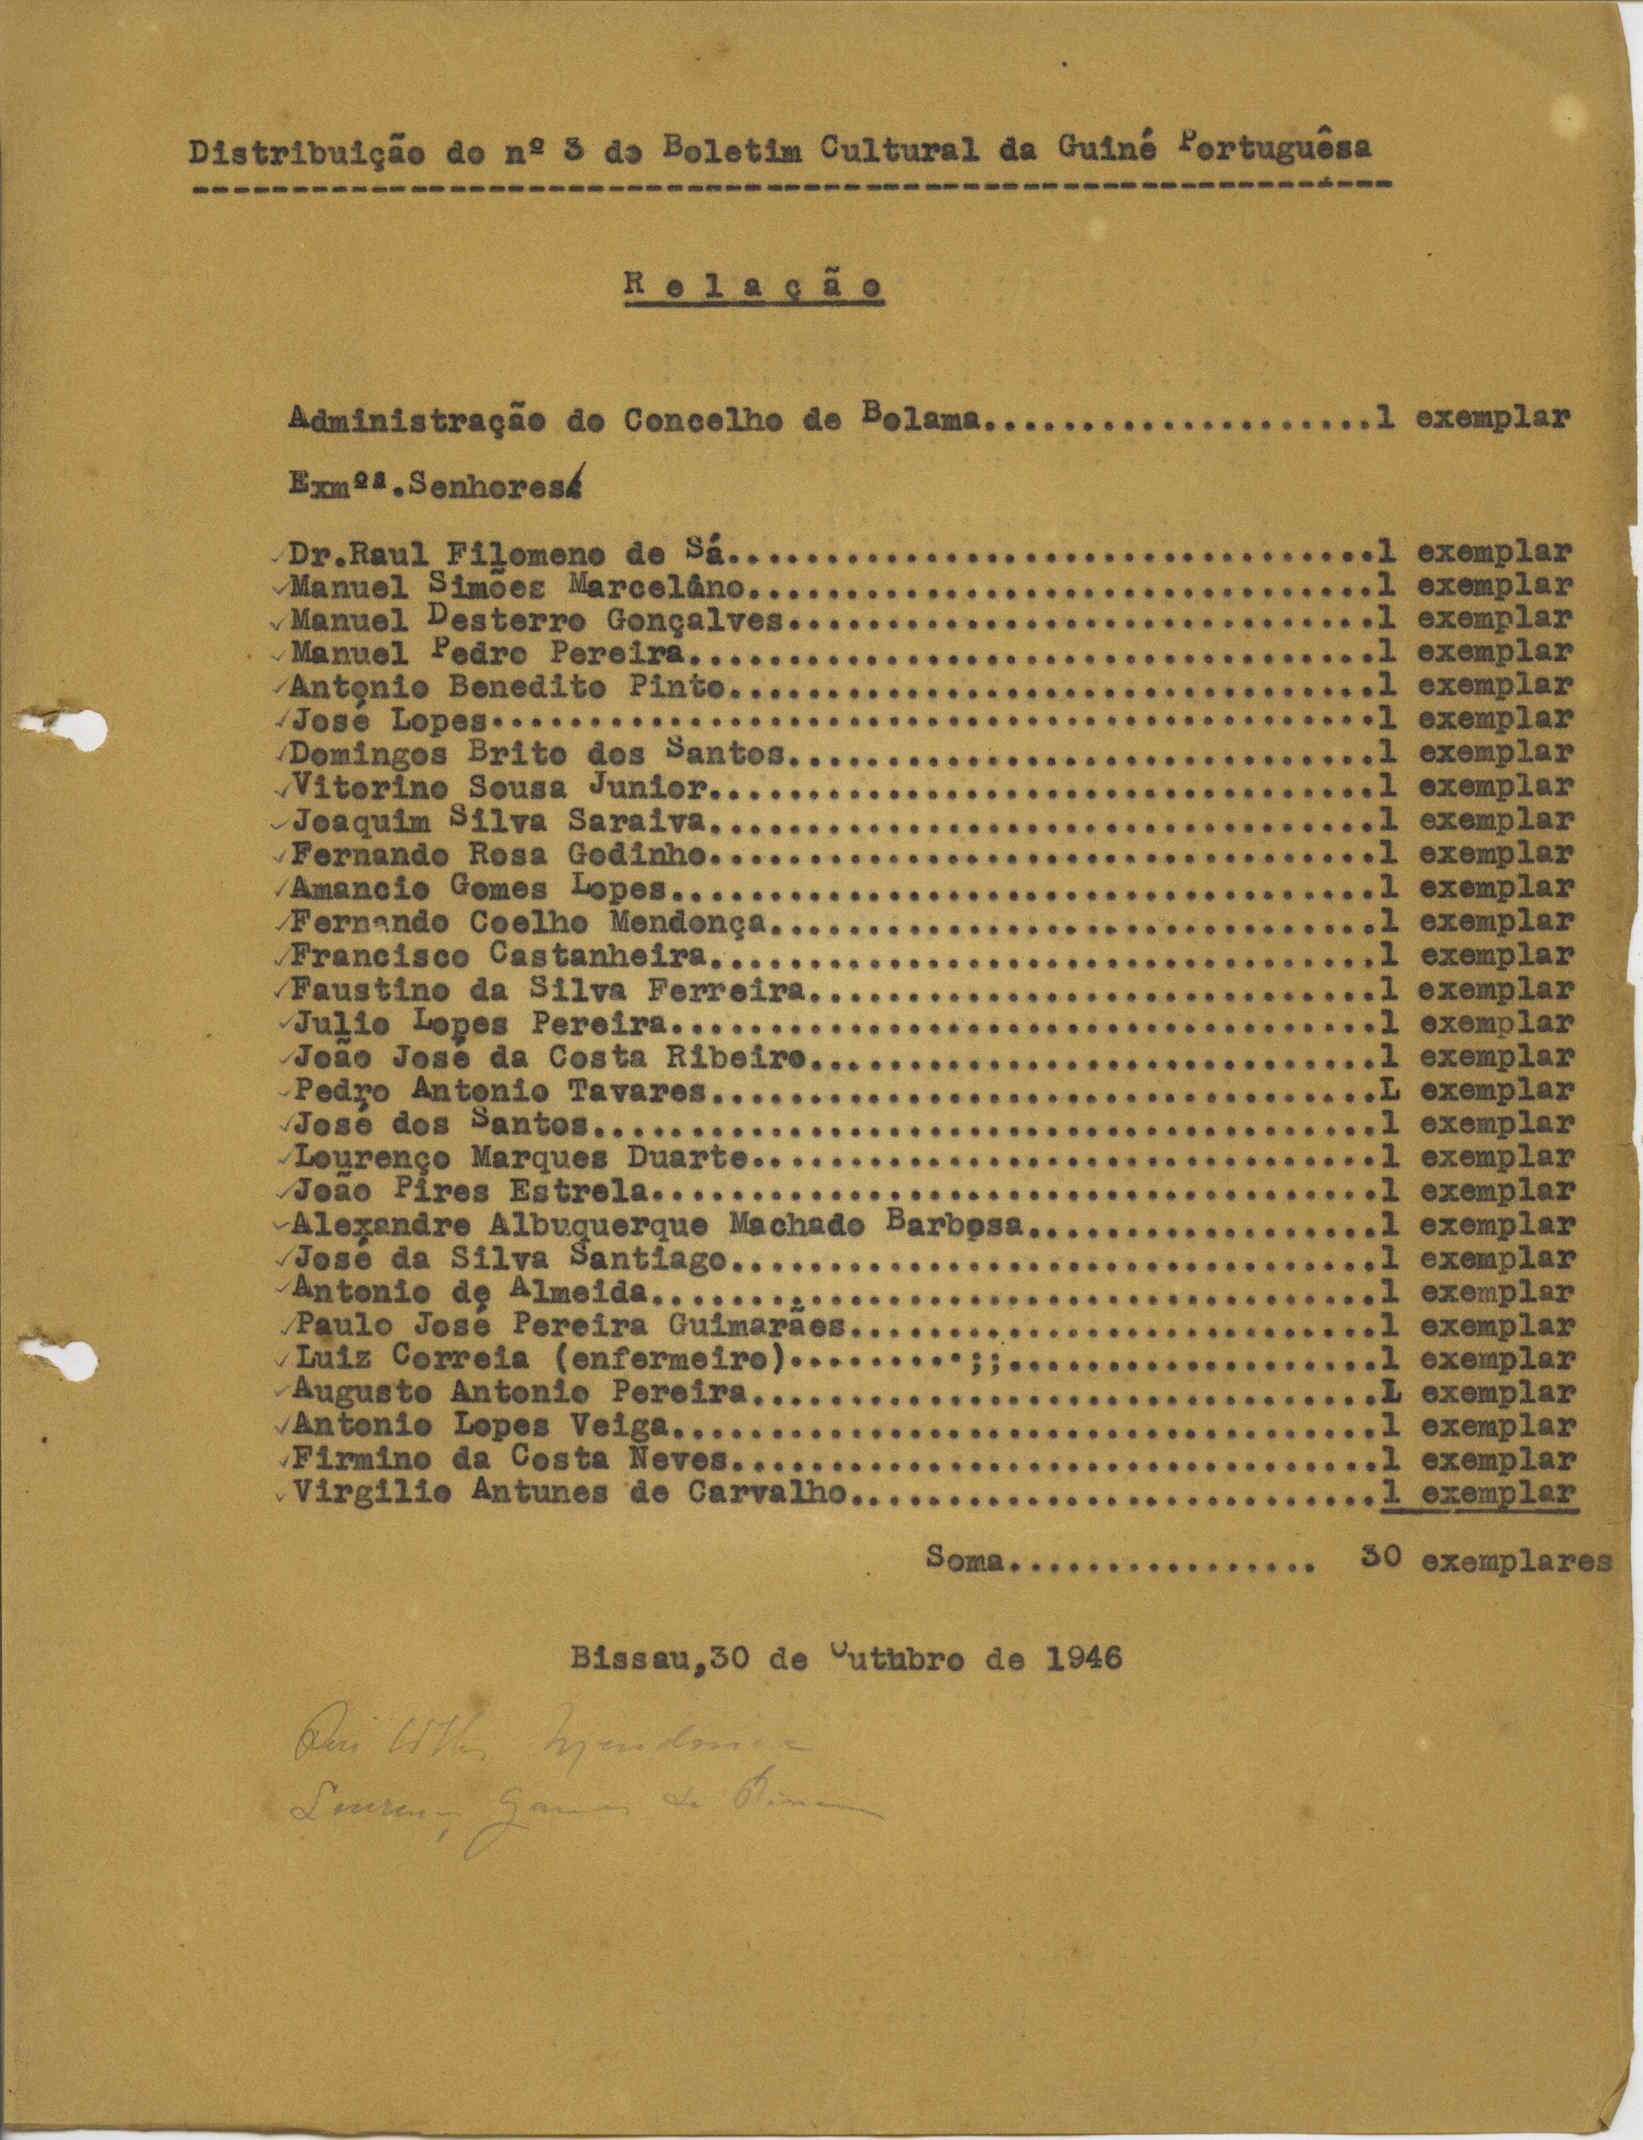 Distribuição do nº 3 do Boletim Cultural da Guiné Portuguêsa
R e l a ç ã o
Administração do Concelho de Bolama....................1 exemplar
Exmºs.Senhores:
Dr.Raul Filomeno de Sá.................................1 exemplar
Manuel Simões Marcelino................................1 exemplar
Manuel Desterro Gonçalves..............................1 exemplar
Manuel Pedro Pereira...................................1 exemplar
Antonio Benedito Pinto.................................1 exemplar
José Lopes.............................................1 exemplar
Domingos Brito dos Santos..............................1 exemplar
Vitorino Sousa Junior..................................1 exemplar
Joaquim Silva Saraiva..................................1 exemplar
Fernando Rosa Godinho..................................1 exemplar
Amancio Gomes Lopes....................................1 exemplar
Fernando Coelho Mendonça...............................1 exemplar
Francisco Castanheira..................................1 exemplar
Faustino da Silva Ferreira.............................1 exemplar
Julio Lopes Pereira....................................1 exemplar
João José da Costa Ribeiro.............................1 exemplar
Pedro Antonio Tavares..................................L exemplar
José dos Santos........................................1 exemplar
Lourenço Marques Duarte................................1 exemplar
João Pires Estrela.....................................1 exemplar
Alexandre Albuquerque Machado Barbosa..................1 exemplar
José da Silva Santiago.................................1 exemplar
Antonio de Almeida.....................................1 exemplar
Paulo José Pereira Guimarães...........................1 exemplar
Luiz Correia (enfermeiro).........;;...................1 exemplar
Augusto Antonio Pereira................................L exemplar
Antonio Lopes Veiga....................................1 exemplar
Firmino da Costa Neves.................................1 exemplar
Virgilio Antunes de Carvalho...........................1 exemplar
Soma................ 30 exemplares
Bissau,30 de Outubro de 1946
Mendonça
Lourenço Gomes de